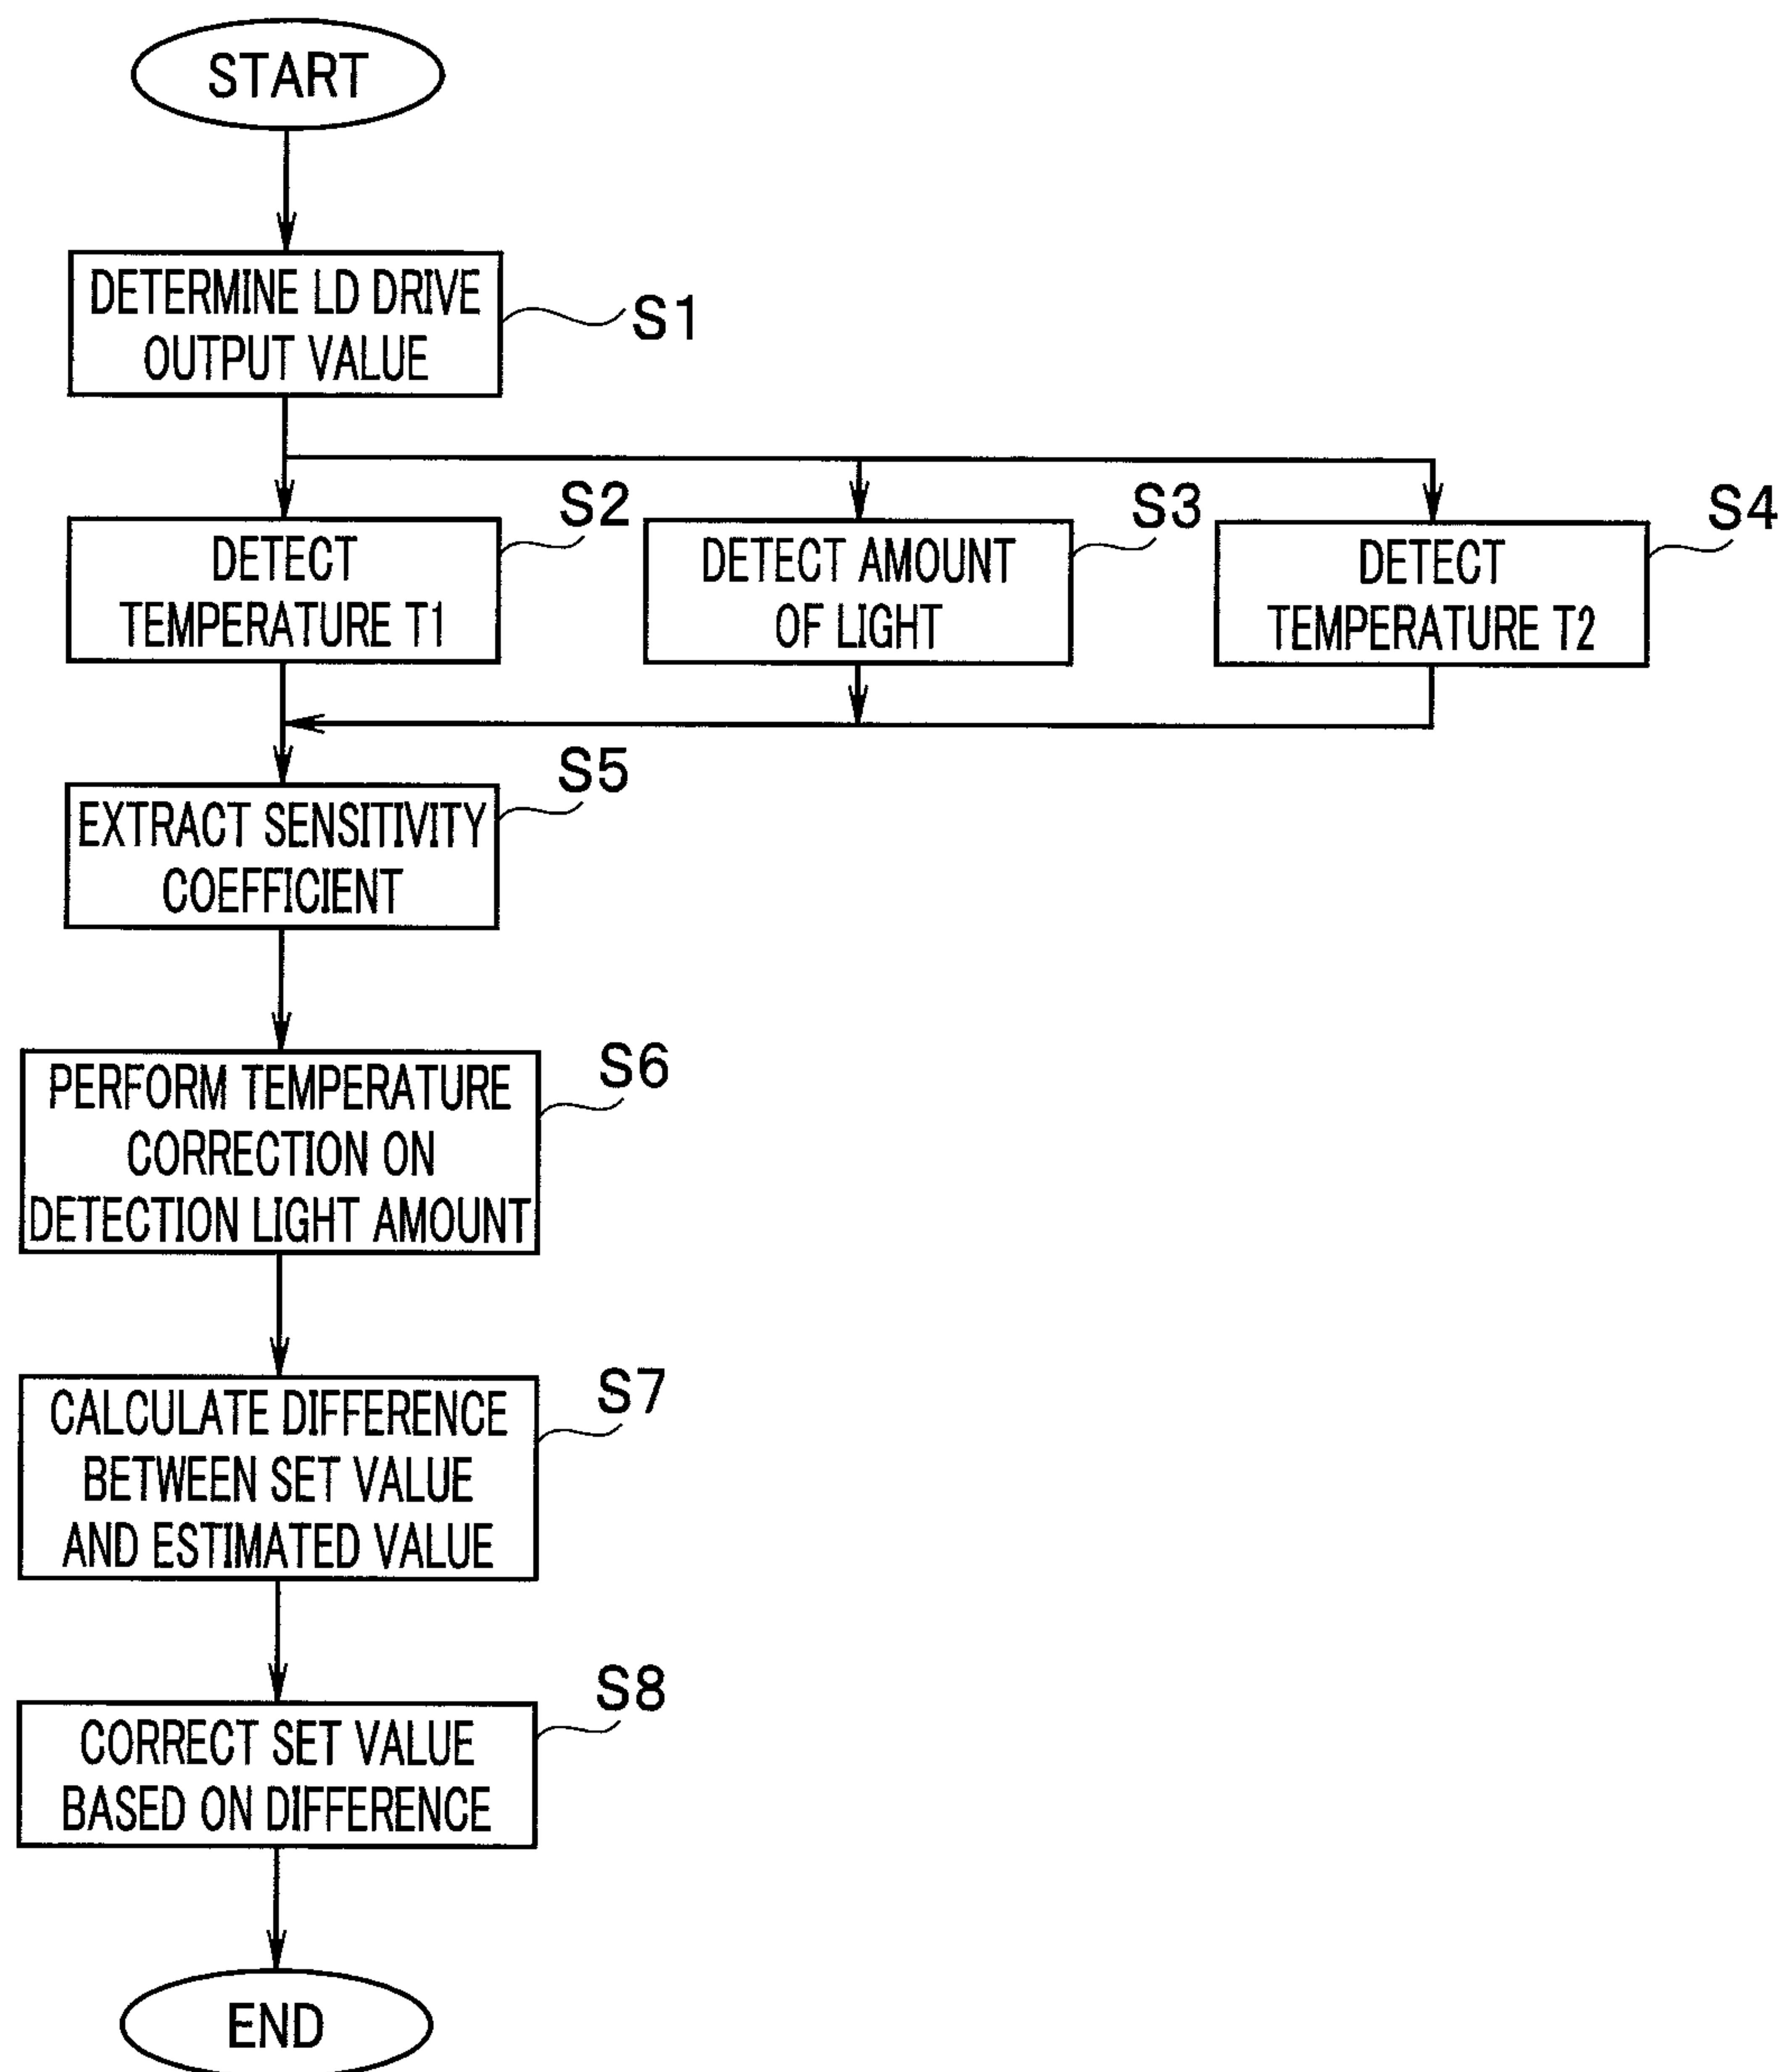 START
DETERMINE LD DRIVE
OUTPUT VALUE
S1
DETECT
TEMPERATURE T1
S2
DETECT AMOUNT
OF LIGHT
S3
DETECT
TEMPERATURE T2
S4
EXTRACT SENSITIVITY
COEFFICIENT
S5
PERFORM TEMPERATURE
CORRECTION ON
DETECTION LIGHT AMOUNT
S6
CALCULATE DIFFERENCE
BETWEEN SET VALUE
AND ESTIMATED VALUE
S7
CORRECT SET VALUE
BASED ON DIFFERENCE
S8
END